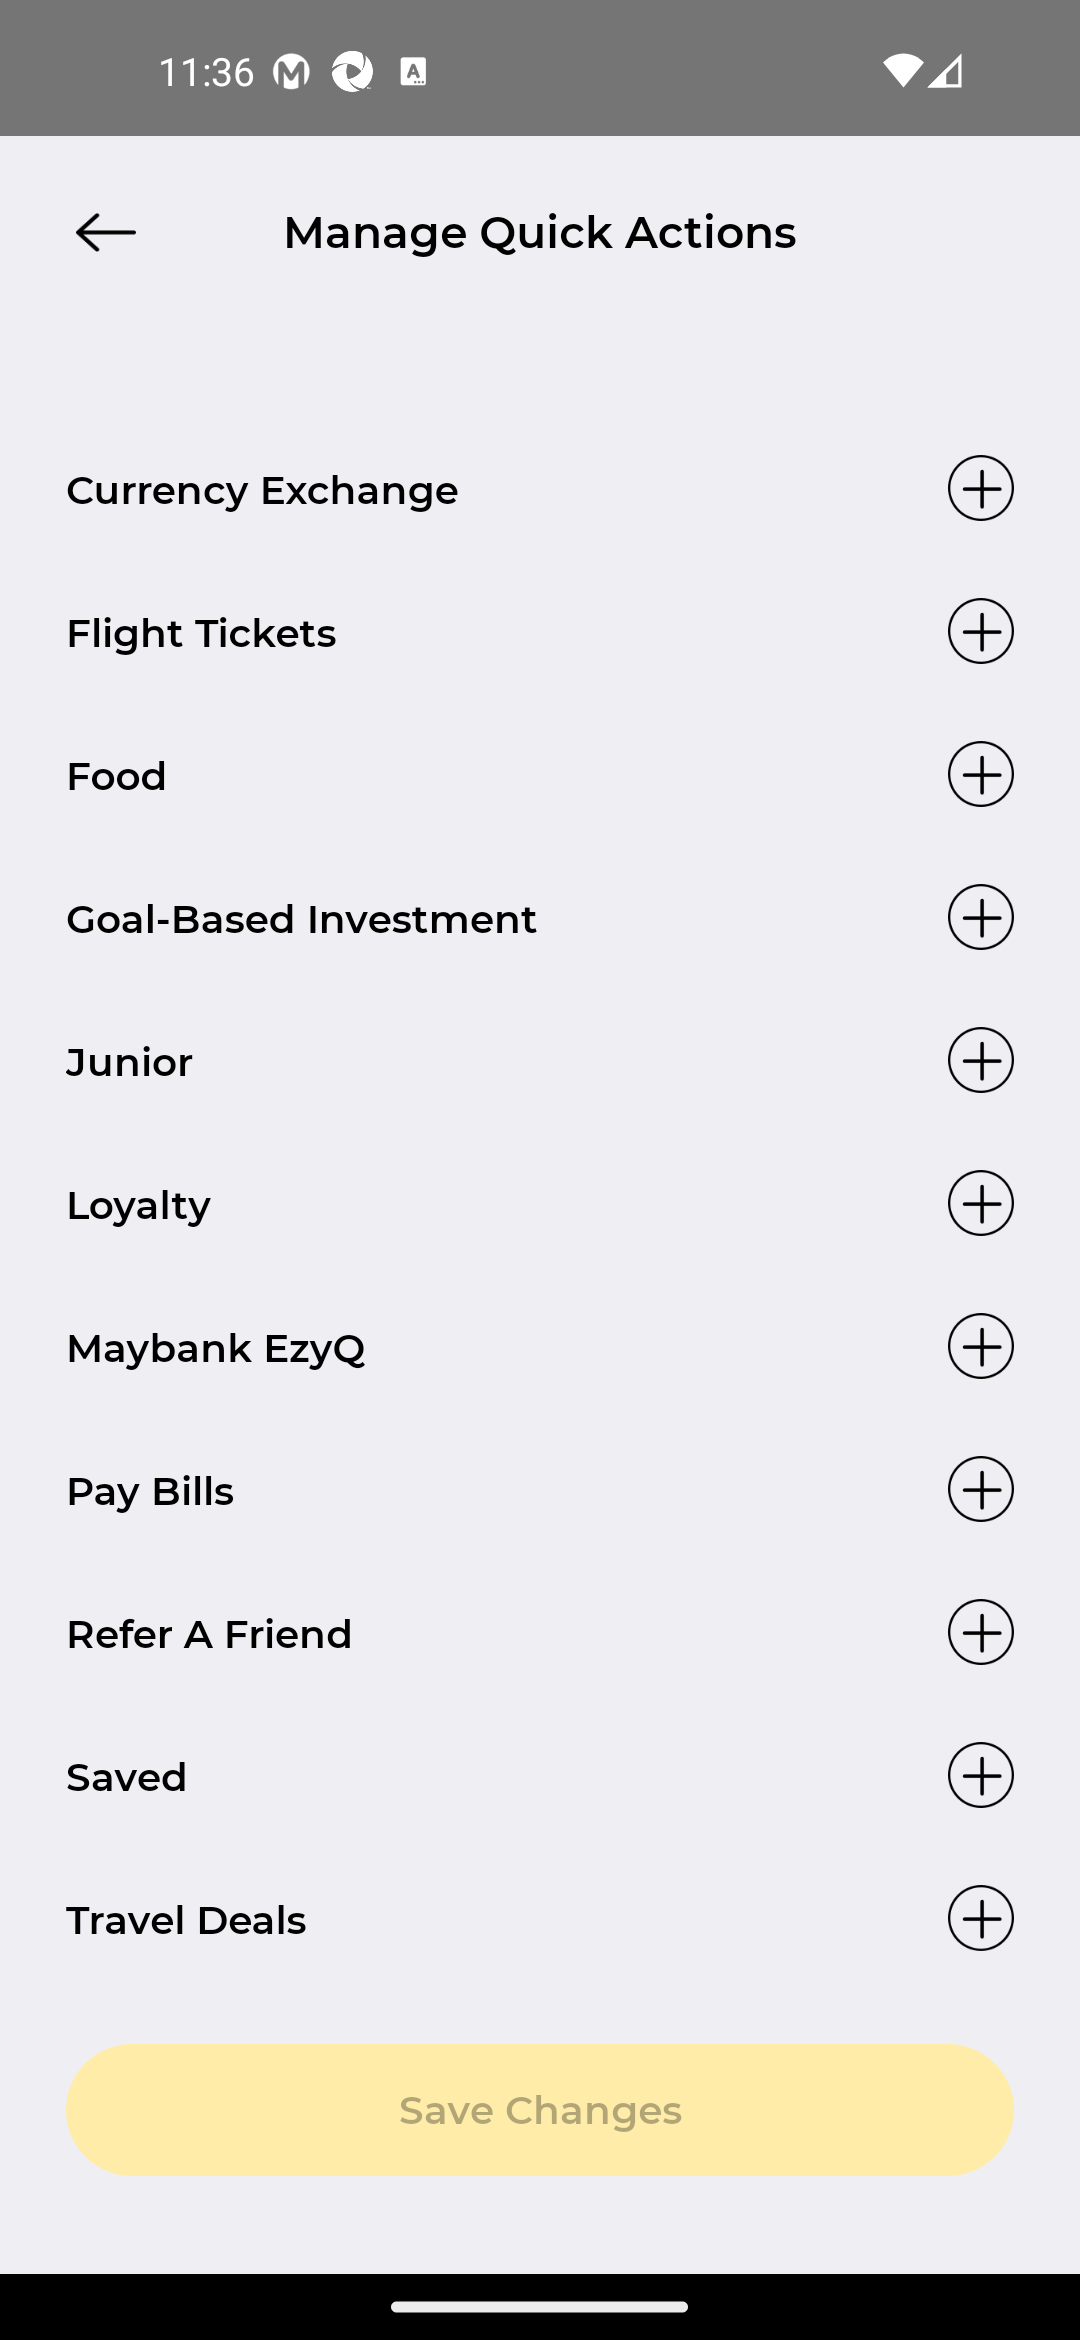 11:36
Manage Quick Actions
Currency Exchange
Flight Tickets
Food
Goal-Based Investment
Junior
Loyalty
Maybank EzyQ
Pay Bills
Refer A Friend
Saved
Travel Deals
Save Changes